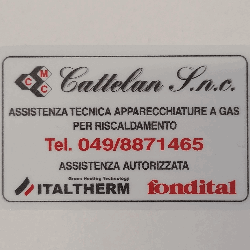 CMC Cattelan S.n.c.
ASSISTENZA TECNICA APPARECCHIATURE A GAS
PER RISCALDAMENTO
Tel. 049/8871465
ASSISTENZA AUTORIZZATA
Green Heating Technology
ITALTHERM fondital